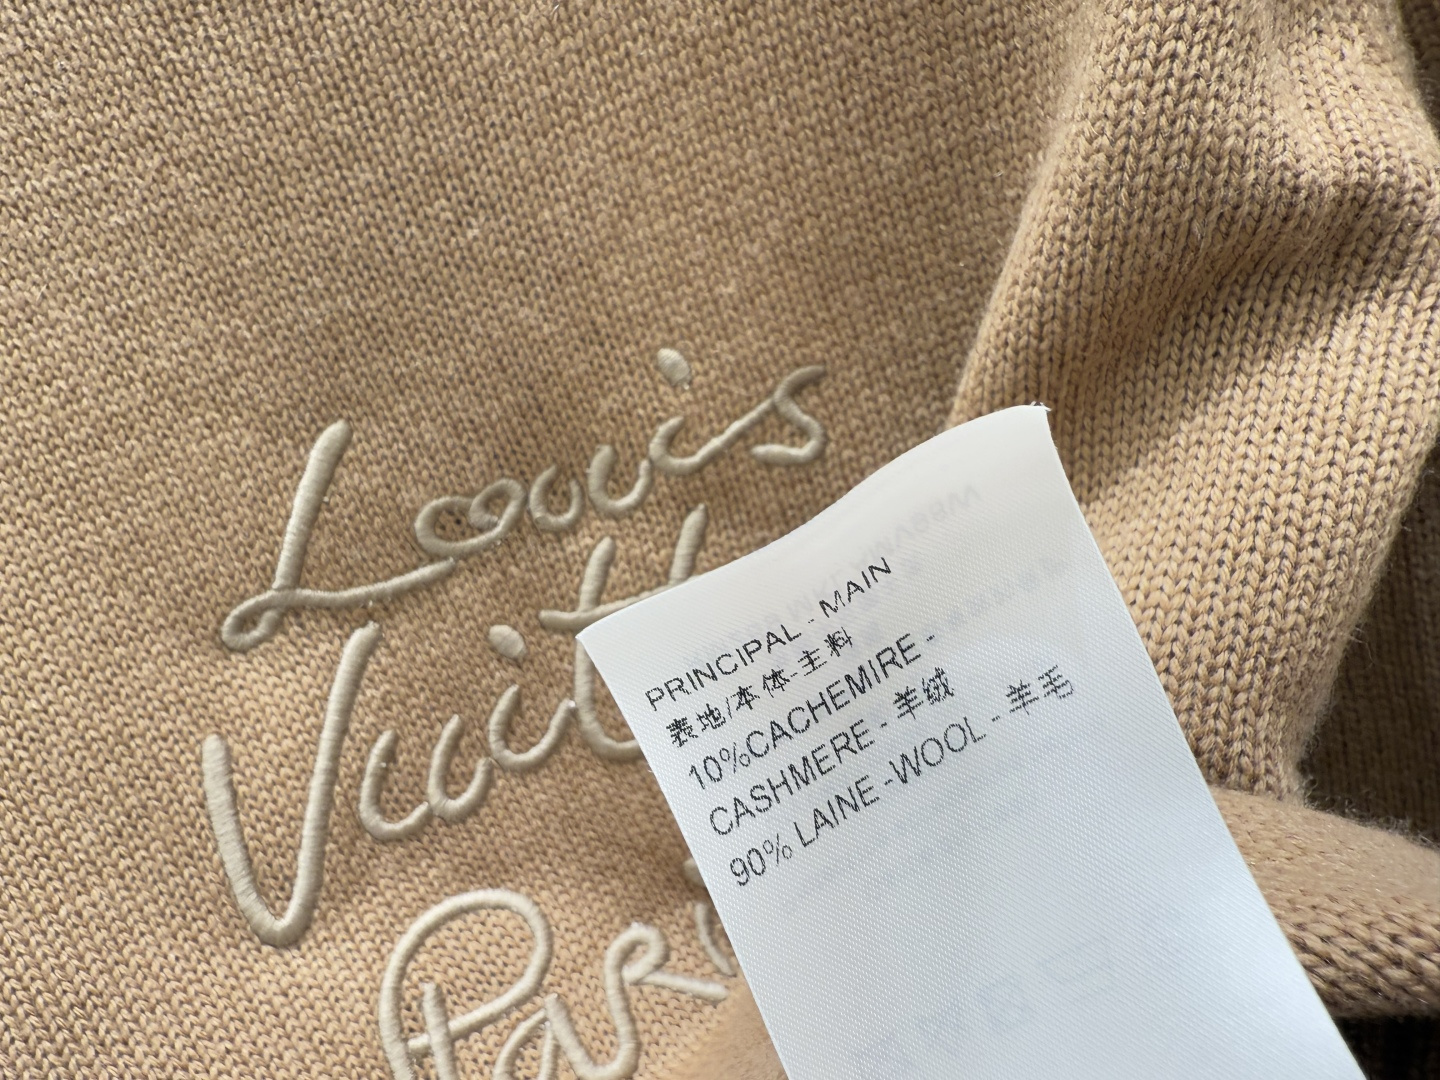 Louis
Vuitt
Pari
PRINCIPAL - MAIN
表地/本体-主料
10%CACHEMIRE -
CASHMERE - 羊绒
90% LAINE -WOOL - 羊毛